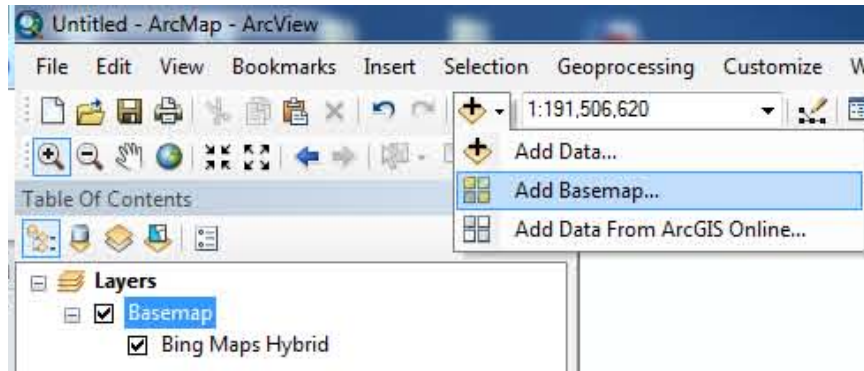 Untitled - ArcMap - ArcView
File Edit View Bookmarks Insert Selection Geoprocessing Customize W
1:191,506,620
Add Data...
Add Basemap...
Add Data From ArcGIS Online...
Table Of Contents
Layers
Basemap
Bing Maps Hybrid